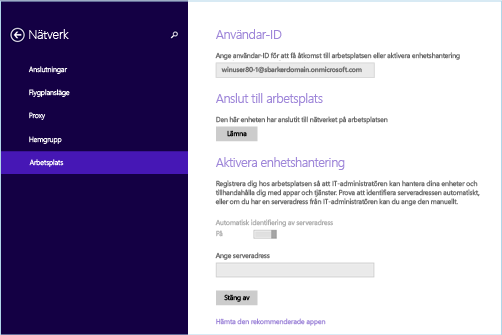 Nätverk
Anslutningar
Flygplansläge
Proxy
Hemgrupp
Arbetsplats
Användar-ID
Ange användar-ID för att få åtkomst till arbetsplatsen eller aktivera enhetshantering
winuser80-1@sbarkerdomain.onmicrosoft.com
Anslut till arbetsplats
Den här enheten har anslutit till nätverket på arbetsplatsen
Lämna
Aktivera enhetshantering
Registrera dig hos arbetsplatsen så att IT-administratören kan hantera dina enheter och
tillhandahålla dig med appar och tjänster. Prova att identifiera serveradressen automatiskt,
eller om du har en serveradress från IT-administratören kan du ange den manuellt.
Automatisk identifiering av serveradress
På
Ange serveradress
Stäng av
Hämta den rekommenderade appen